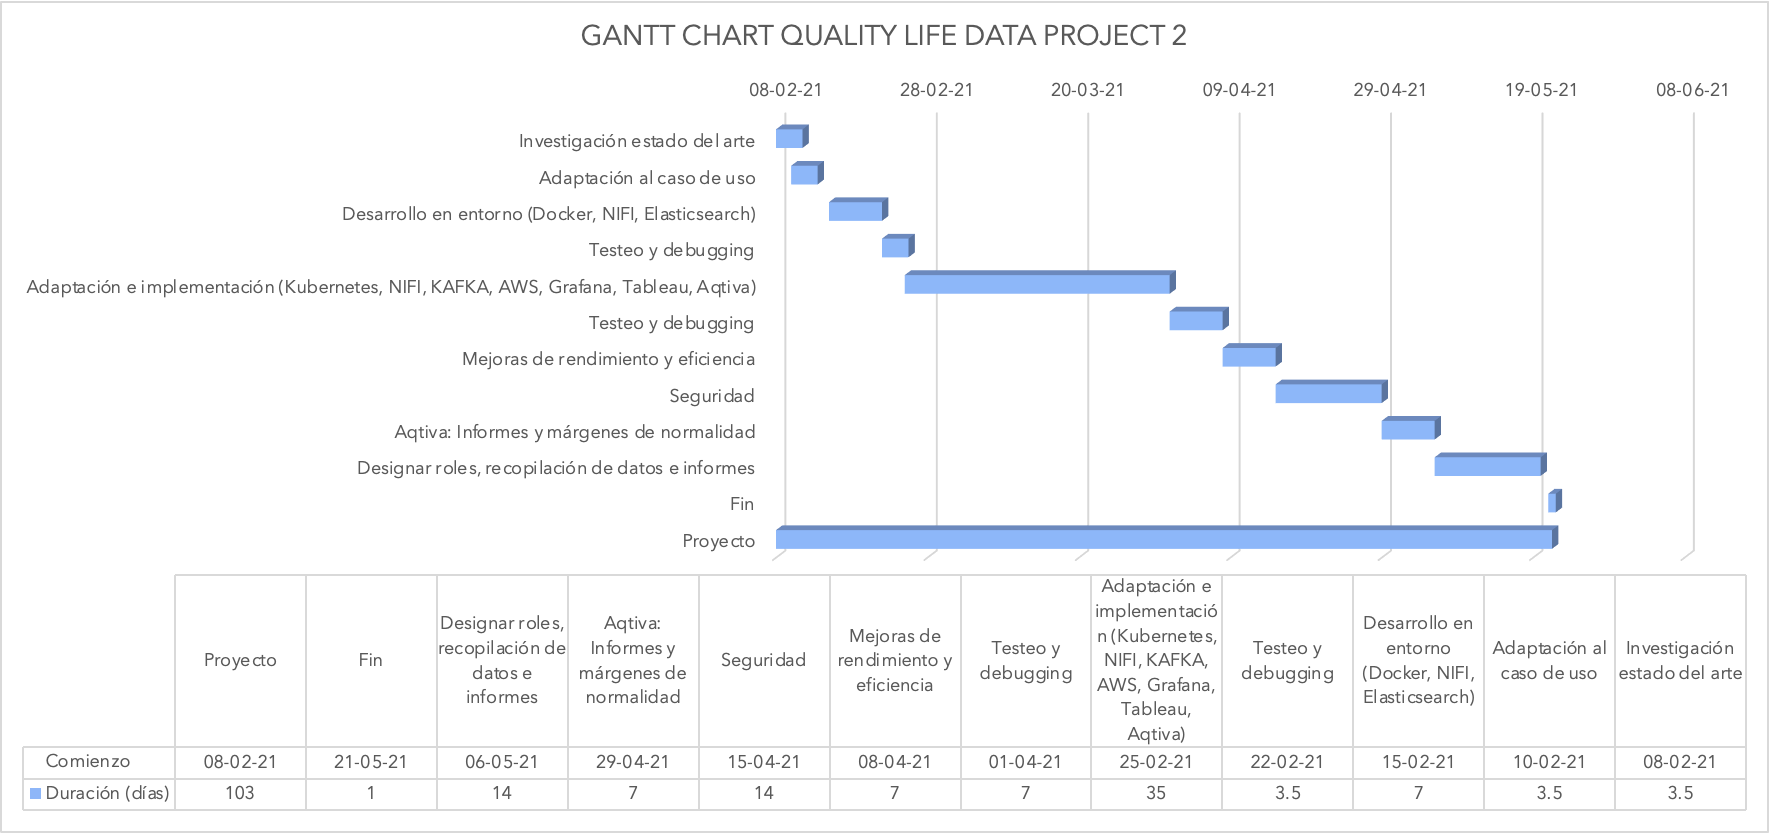 GANTT CHART QUALITY LIFE DATA PROJECT 2
08-02-21 28-02-21 20-03-21 09-04-21 29-04-21 19-05-21 08-06-21
Investigación estado del arte
Adaptación al caso de uso
Desarrollo en entorno (Docker, NIFI, Elasticsearch)
Testeo y debugging
Adaptación e implementación (Kubernetes, NIFI, KAFKA, AWS, Grafana, Tableau, Aqtiva)
Testeo y debugging
Mejoras de rendimiento y eficiencia
Seguridad
Aqtiva: Informes y márgenes de normalidad
Designar roles, recopilación de datos e informes
Fin
Proyecto
Proyecto
Fin
Designar roles,
recopilación de
datos e
informes
Aqtiva:
Informes y
márgenes de
normalidad
Seguridad
Mejoras de
rendimiento y
eficiencia
Testeo y
debugging
Adaptación e
implementació
n (Kubernetes,
NIFI, KAFKA,
AWS, Grafana,
Tableau,
Aqtiva)
Testeo y
debugging
Desarrollo en
entorno
(Docker, NIFI,
Elasticsearch)
Adaptación al
caso de uso
Investigación
estado del arte
Comienzo 08-02-21 21-05-21 06-05-21 29-04-21 15-04-21 08-04-21 01-04-21 25-02-21 22-02-21 15-02-21 10-02-21 08-02-21
Duración (días) 103 1 14 7 14 7 7 35 3.5 7 3.5 3.5